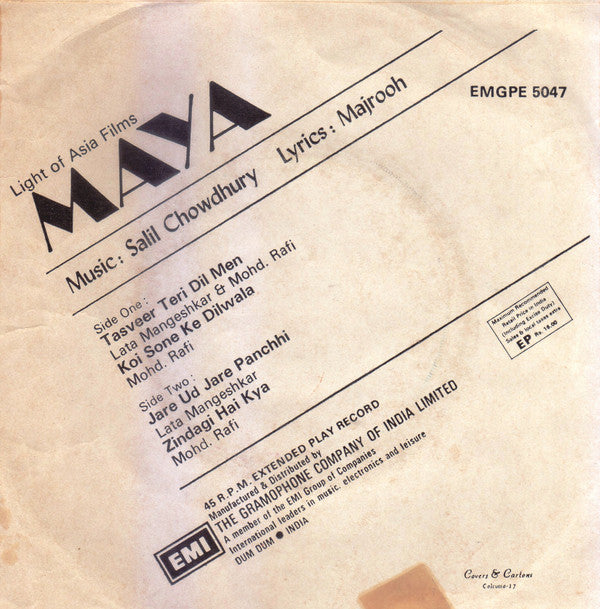 Light of Asia Films
MAYA
Music: Salil Chowdhury Lyrics: Majrooh
EMGPE 5047
Side One:
Tasveer Teri Dil Men
Lata Mangeshkar & Mohd. Rafi
Koi Sone Ke Dilwala
Mohd. Rafi
Side Two:
Jare Ud Jare Panchhi
Lata Mangeshkar
Zindagi Hai Kya
Mohd. Rafi
Maximum Recommended
Retail Price in India
(Including Excise Duty)
Sales & local taxes extra
EP Rs. 18.00
45 R.P.M. EXTENDED PLAY RECORD
Manufactured & Distributed by
THE GRAMOPHONE COMPANY OF INDIA LIMITED
A member of the EMI Group of Companies
International leaders in music, electronics and leisure
DUM DUM ● INDIA
EMI
Covers & Cartons
Calcutta-17